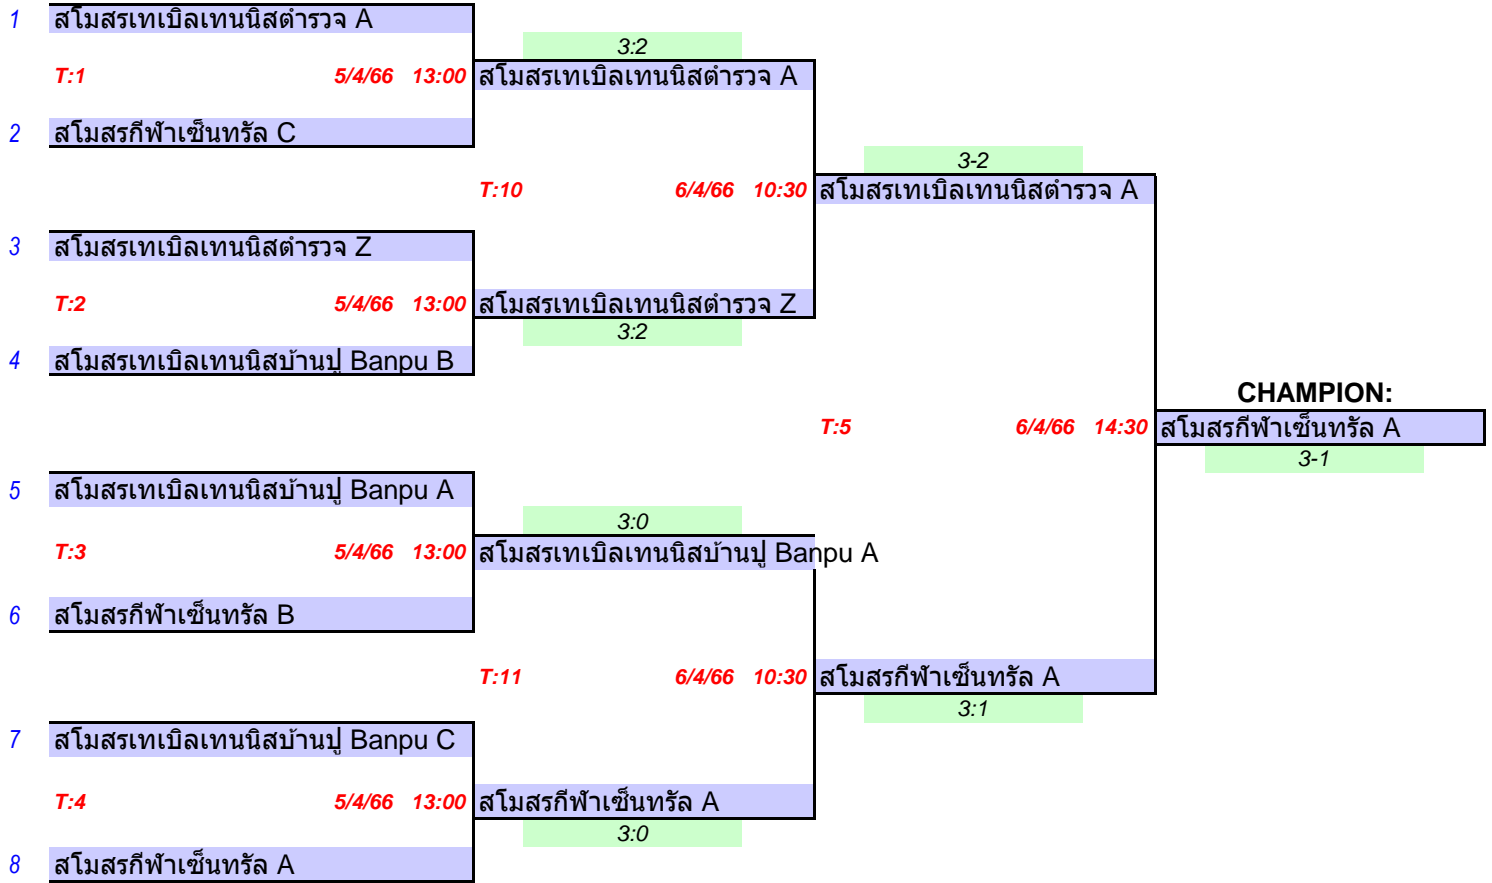 1 สโมสรเทเบิลเทนนิสตำรวจ A
3:2
T:1 5/4/66 13:00 สโมสรเทเบิลเทนนิสตำรวจ A
2 สโมสรกีฬาเซ็นทรัล C
3-2
T:10 6/4/66 10:30 สโมสรเทเบิลเทนนิสตำรวจ A
3 สโมสรเทเบิลเทนนิสตำรวจ Z
T:2 5/4/66 13:00 สโมสรเทเบิลเทนนิสตำรวจ Z
3:2
4 สโมสรเทเบิลเทนนิสบ้านปู Banpu B
CHAMPION:
T:5 6/4/66 14:30 สโมสรกีฬาเซ็นทรัล A
3-1
5 สโมสรเทเบิลเทนนิสบ้านปู Banpu A
3:0
T:3 5/4/66 13:00 สโมสรเทเบิลเทนนิสบ้านปู Banpu A
6 สโมสรกีฬาเซ็นทรัล B
T:11 6/4/66 10:30 สโมสรกีฬาเซ็นทรัล A
3:1
7 สโมสรเทเบิลเทนนิสบ้านปู Banpu C
T:4 5/4/66 13:00 สโมสรกีฬาเซ็นทรัล A
3:0
8 สโมสรกีฬาเซ็นทรัล A